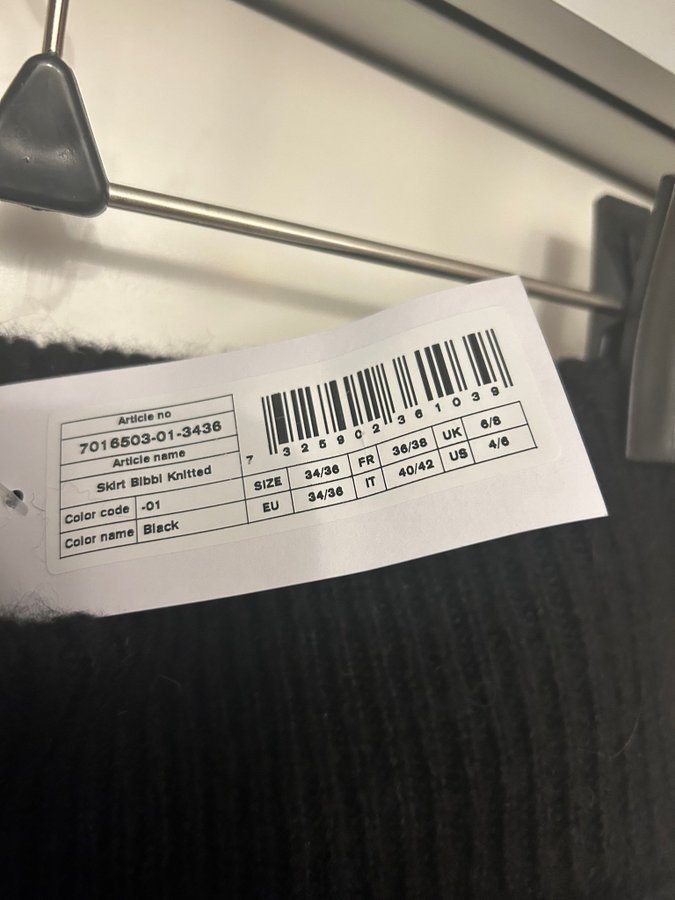 Article no
7016503-01-3436
Article name
Skirt Bibbi Knitted
Color code -01
Color name Black
7 325902 361039
SIZE 34/36 FR 36/38 UK 6/8
EU 34/36 IT 40/42 US 4/6